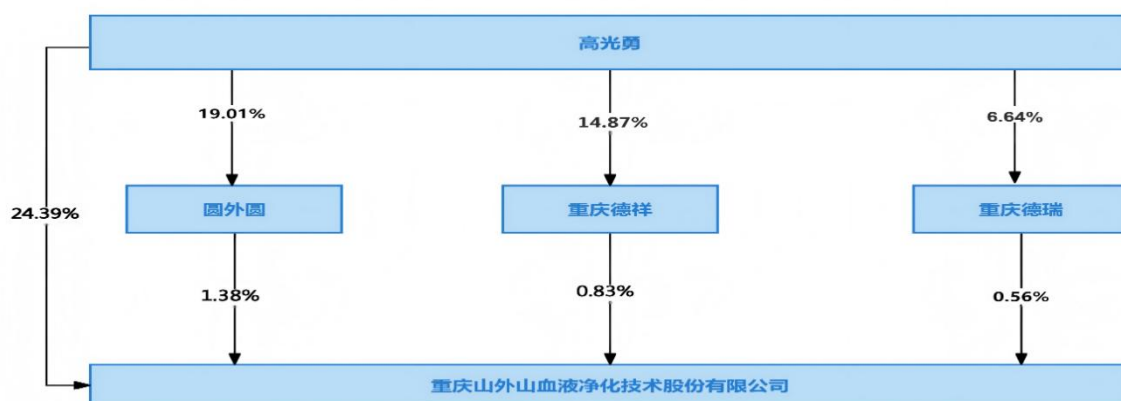 高光勇
19.01%
14.87%
6.64%
圆外圆
重庆德祥
重庆德瑞
24.39%
1.38%
0.83%
0.56%
重庆山外山血液净化技术股份有限公司